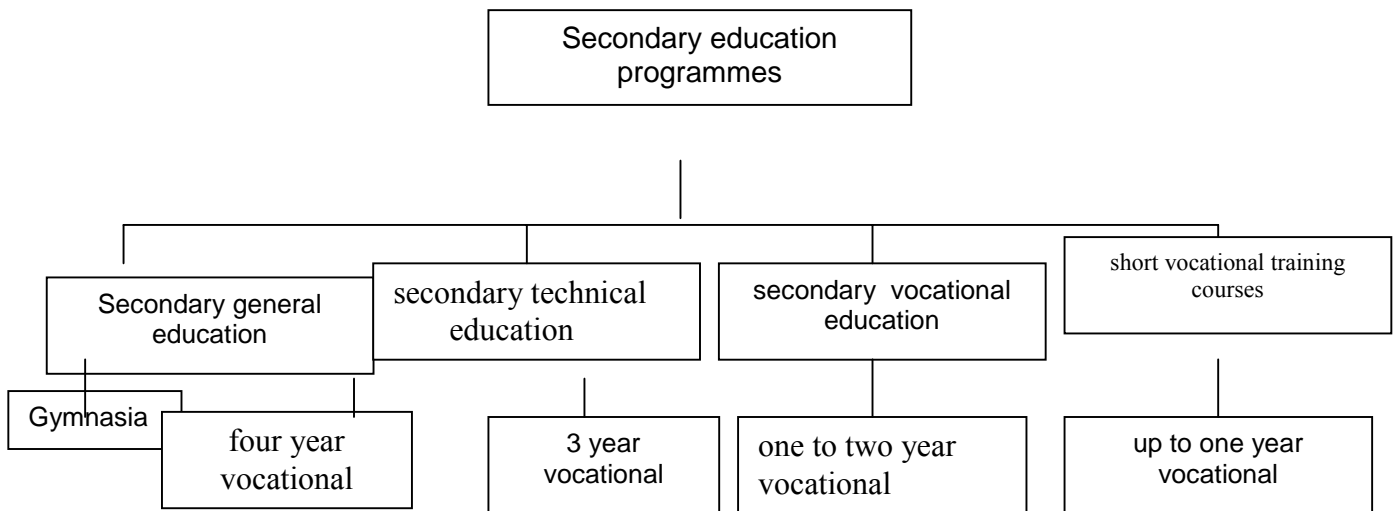 Secondary education
programmes
Secondary general
education
secondary technical
education
secondary vocational
education
short vocational training
courses
Gymnasia
four year
vocational
3 year
vocational
one to two year
vocational
up to one year
vocational